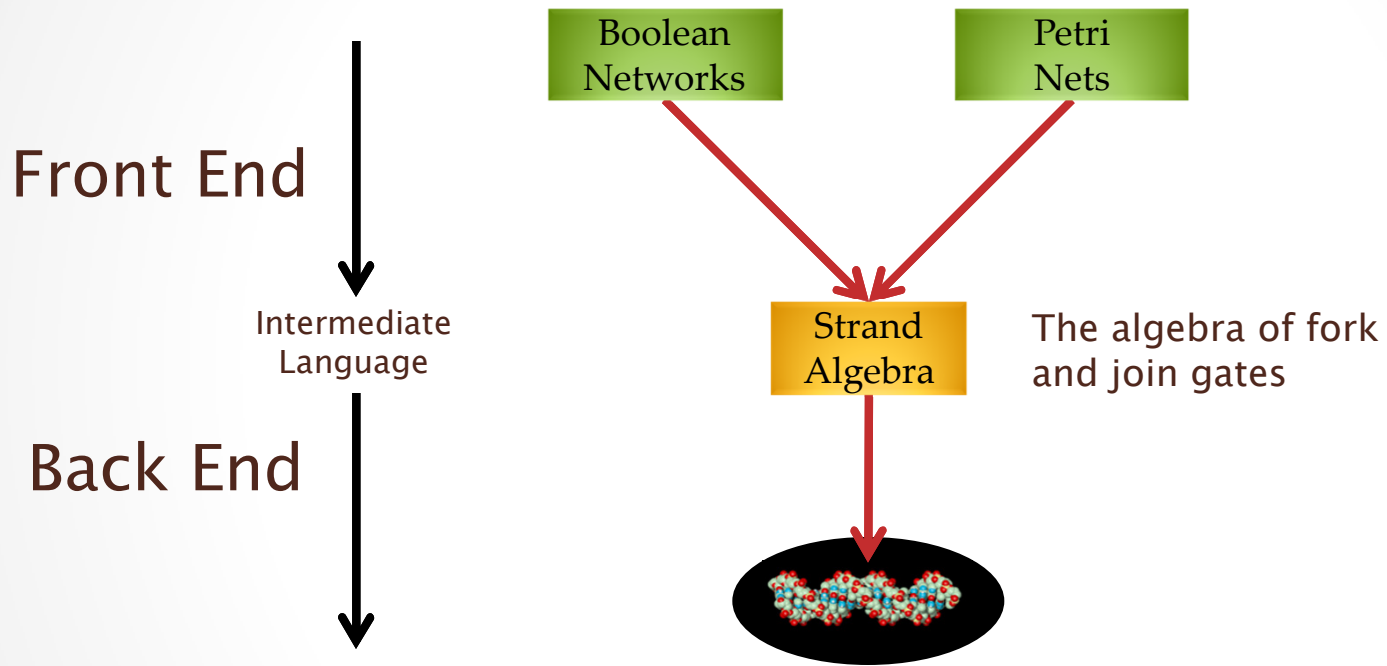 Boolean
Networks
Petri
Nets
Front End
Intermediate
Language
Strand
Algebra
The algebra of fork
and join gates
Back End